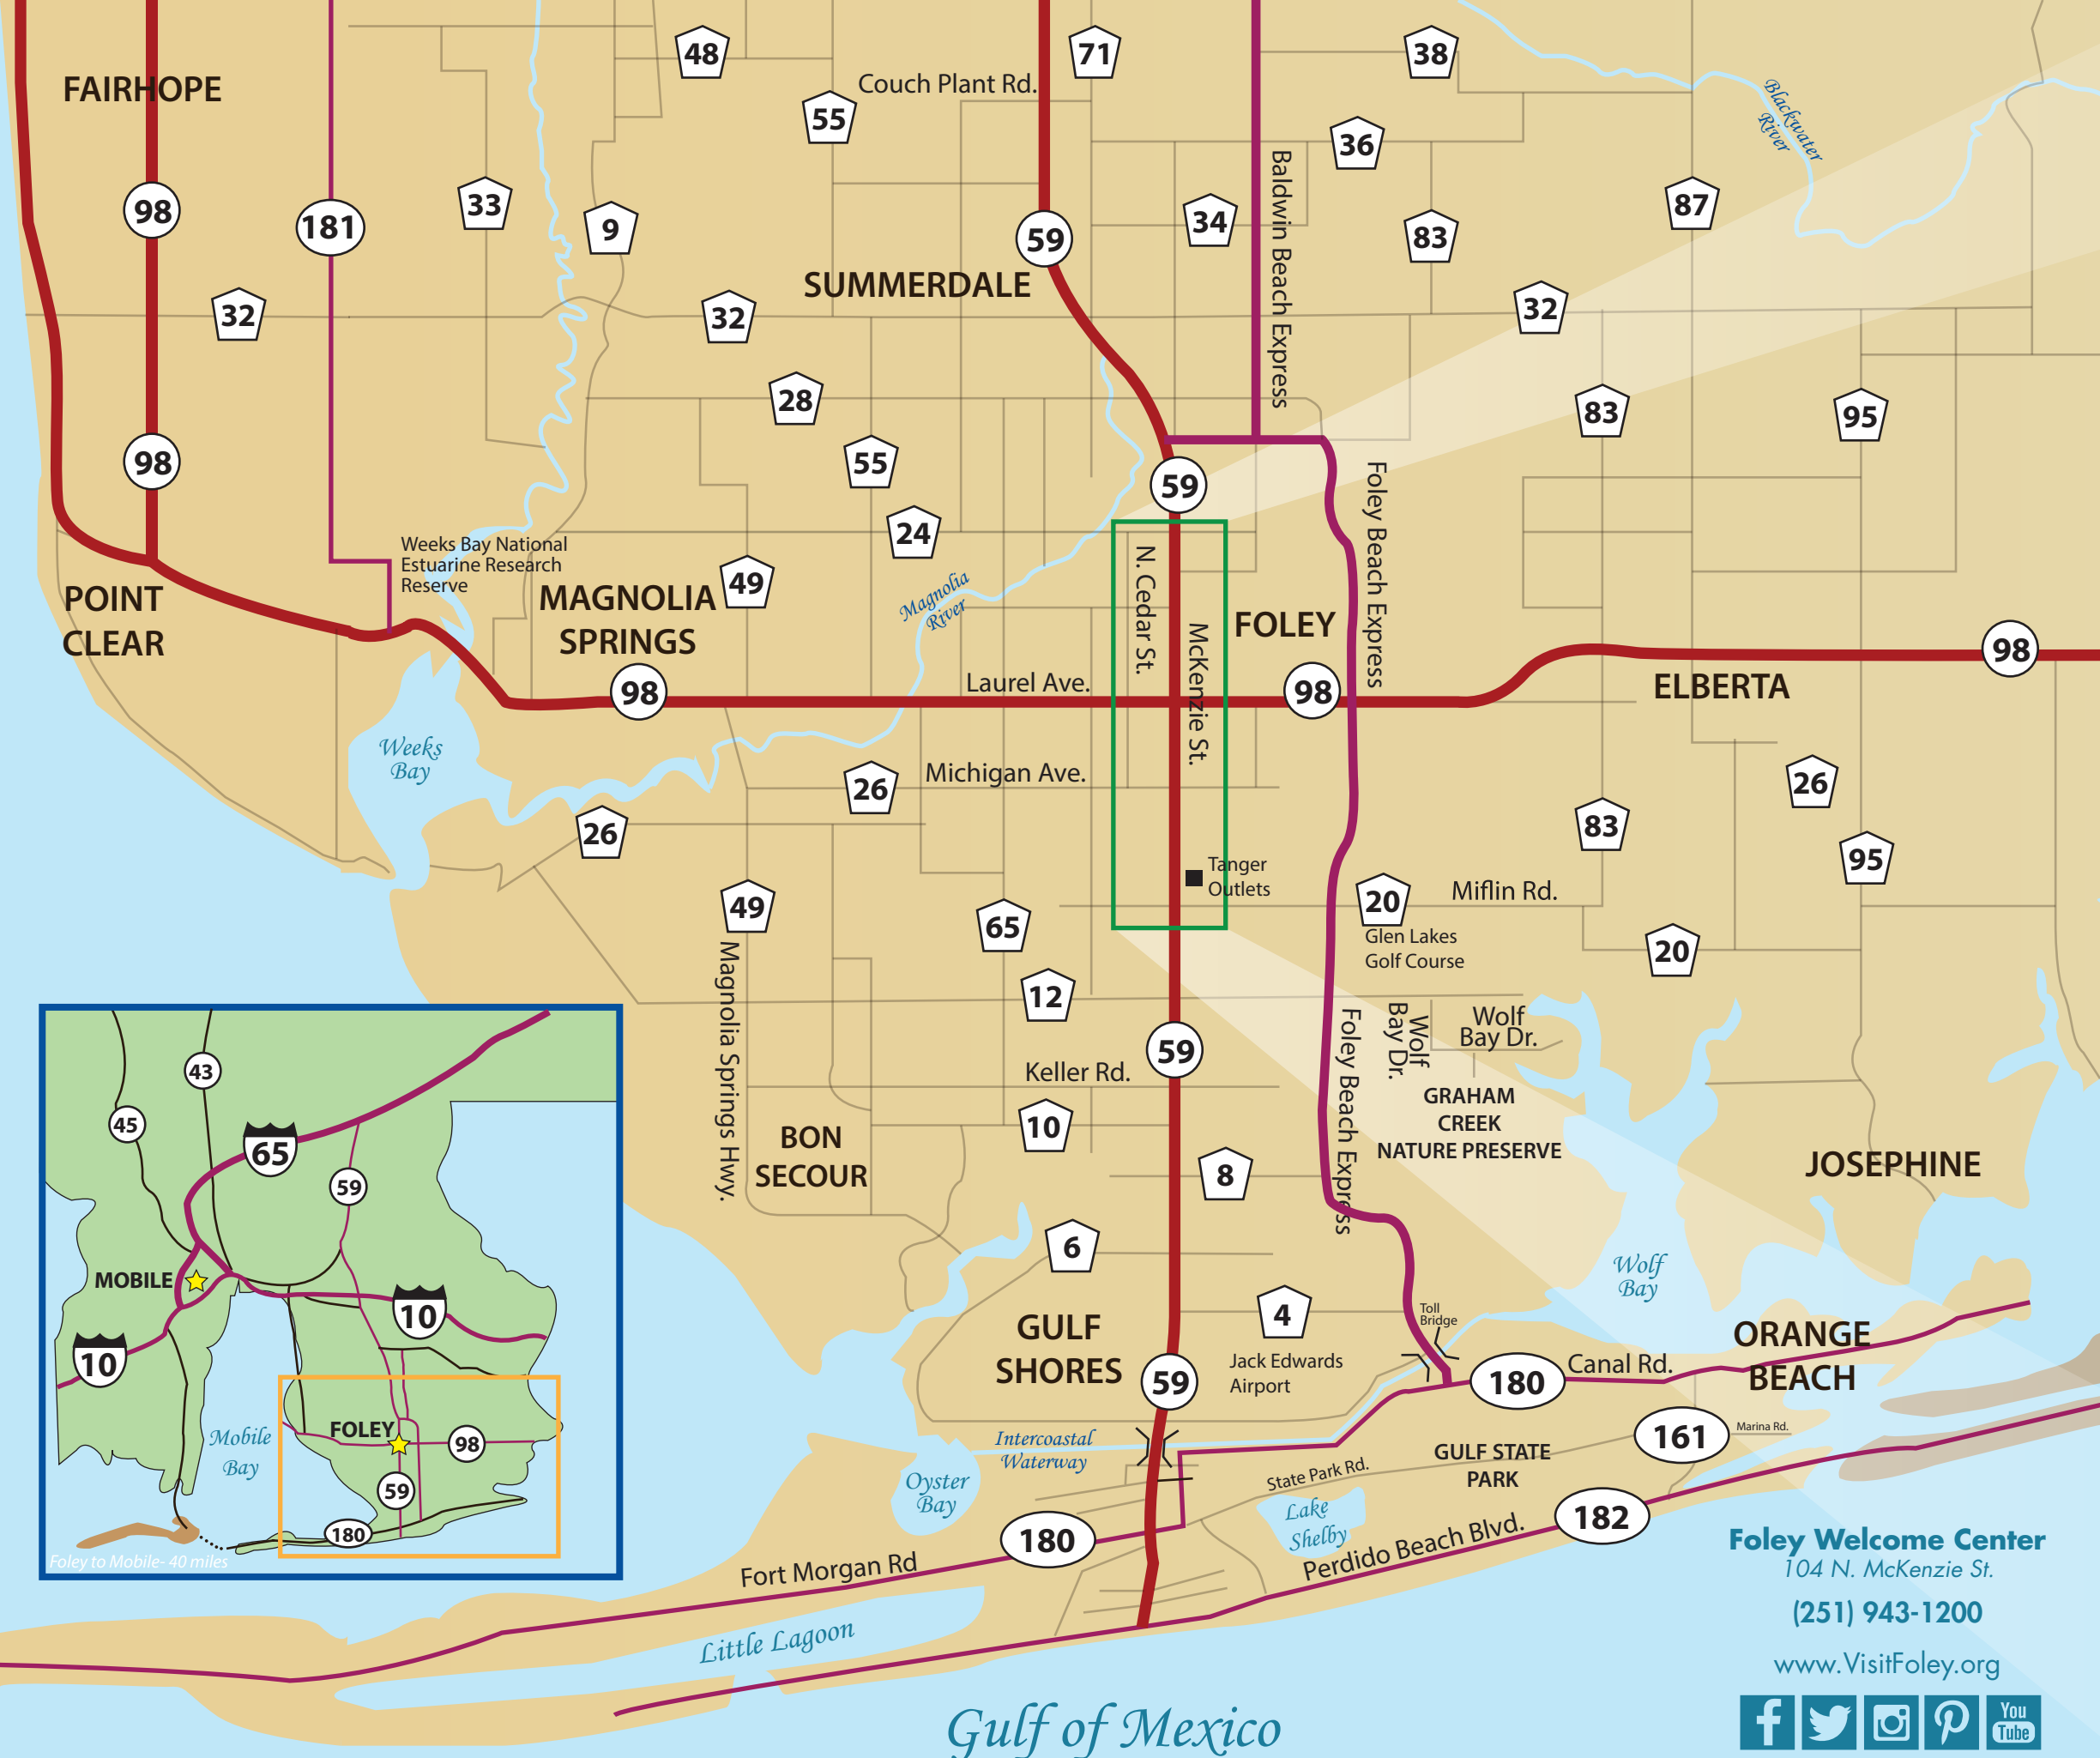 48
71
38
FAIRHOPE
Couch Plant Rd.
55
36
Blackwater
River
98
181
33
9
59
34
Baldwin Beach Express
83
87
SUMMERDALE
32
32
32
28
83
95
98
55
59
Foley Beach Express
24
Weeks Bay National
Estuarine Research
Reserve
POINT
CLEAR
MAGNOLIA
SPRINGS
49
Magnolia
River
N. Cedar St.
McKenzie St.
FOLEY
98
Laurel Ave.
98
98
ELBERTA
Weeks
Bay
26
Michigan Ave.
26
26
83
95
Tanger
Outlets
49
65
20
Miflin Rd.
Glen Lakes
Golf Course
20
Magnolia Springs Hwy.
12
59
Foley Beach Express
Wolf
Bay Dr.
Wolf
Bay Dr.
Keller Rd.
10
GRAHAM
CREEK
NATURE PRESERVE
BON
SECOUR
8
JOSEPHINE
6
4
Wolf
Bay
Toll
Bridge
GULF
SHORES
59
Jack Edwards
Airport
180
Canal Rd.
ORANGE
BEACH
161
Marina Rd.
Intercoastal
Waterway
Oyster
Bay
GULF STATE
PARK
State Park Rd.
Lake
Shelby
180
182
Fort Morgan Rd
Perdido Beach Blvd.
Little Lagoon
Gulf of Mexico
43
45
65
59
MOBILE
10
10
FOLEY
98
Mobile
Bay
59
180
Foley to Mobile- 40 miles
Foley Welcome Center
104 N. McKenzie St.
(251) 943-1200
www.VisitFoley.org
You
Tube